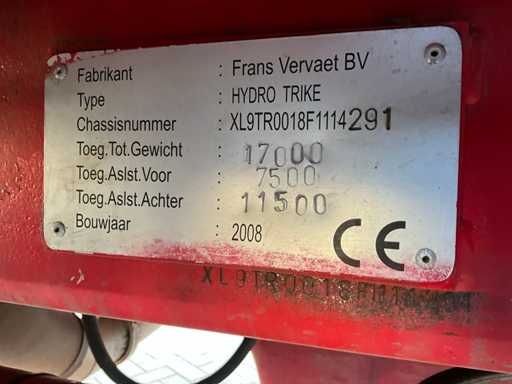 Fabrikant : Frans Vervaet BV
Type : HYDRO TRIKE
Chassisnummer : XL9TR0018F1114291
Toeg.Tot.Gewicht : 17000
Toeg.Aslst.Voor : 7500
Toeg.Aslst.Achter : 11500
Bouwjaar : 2008
CE